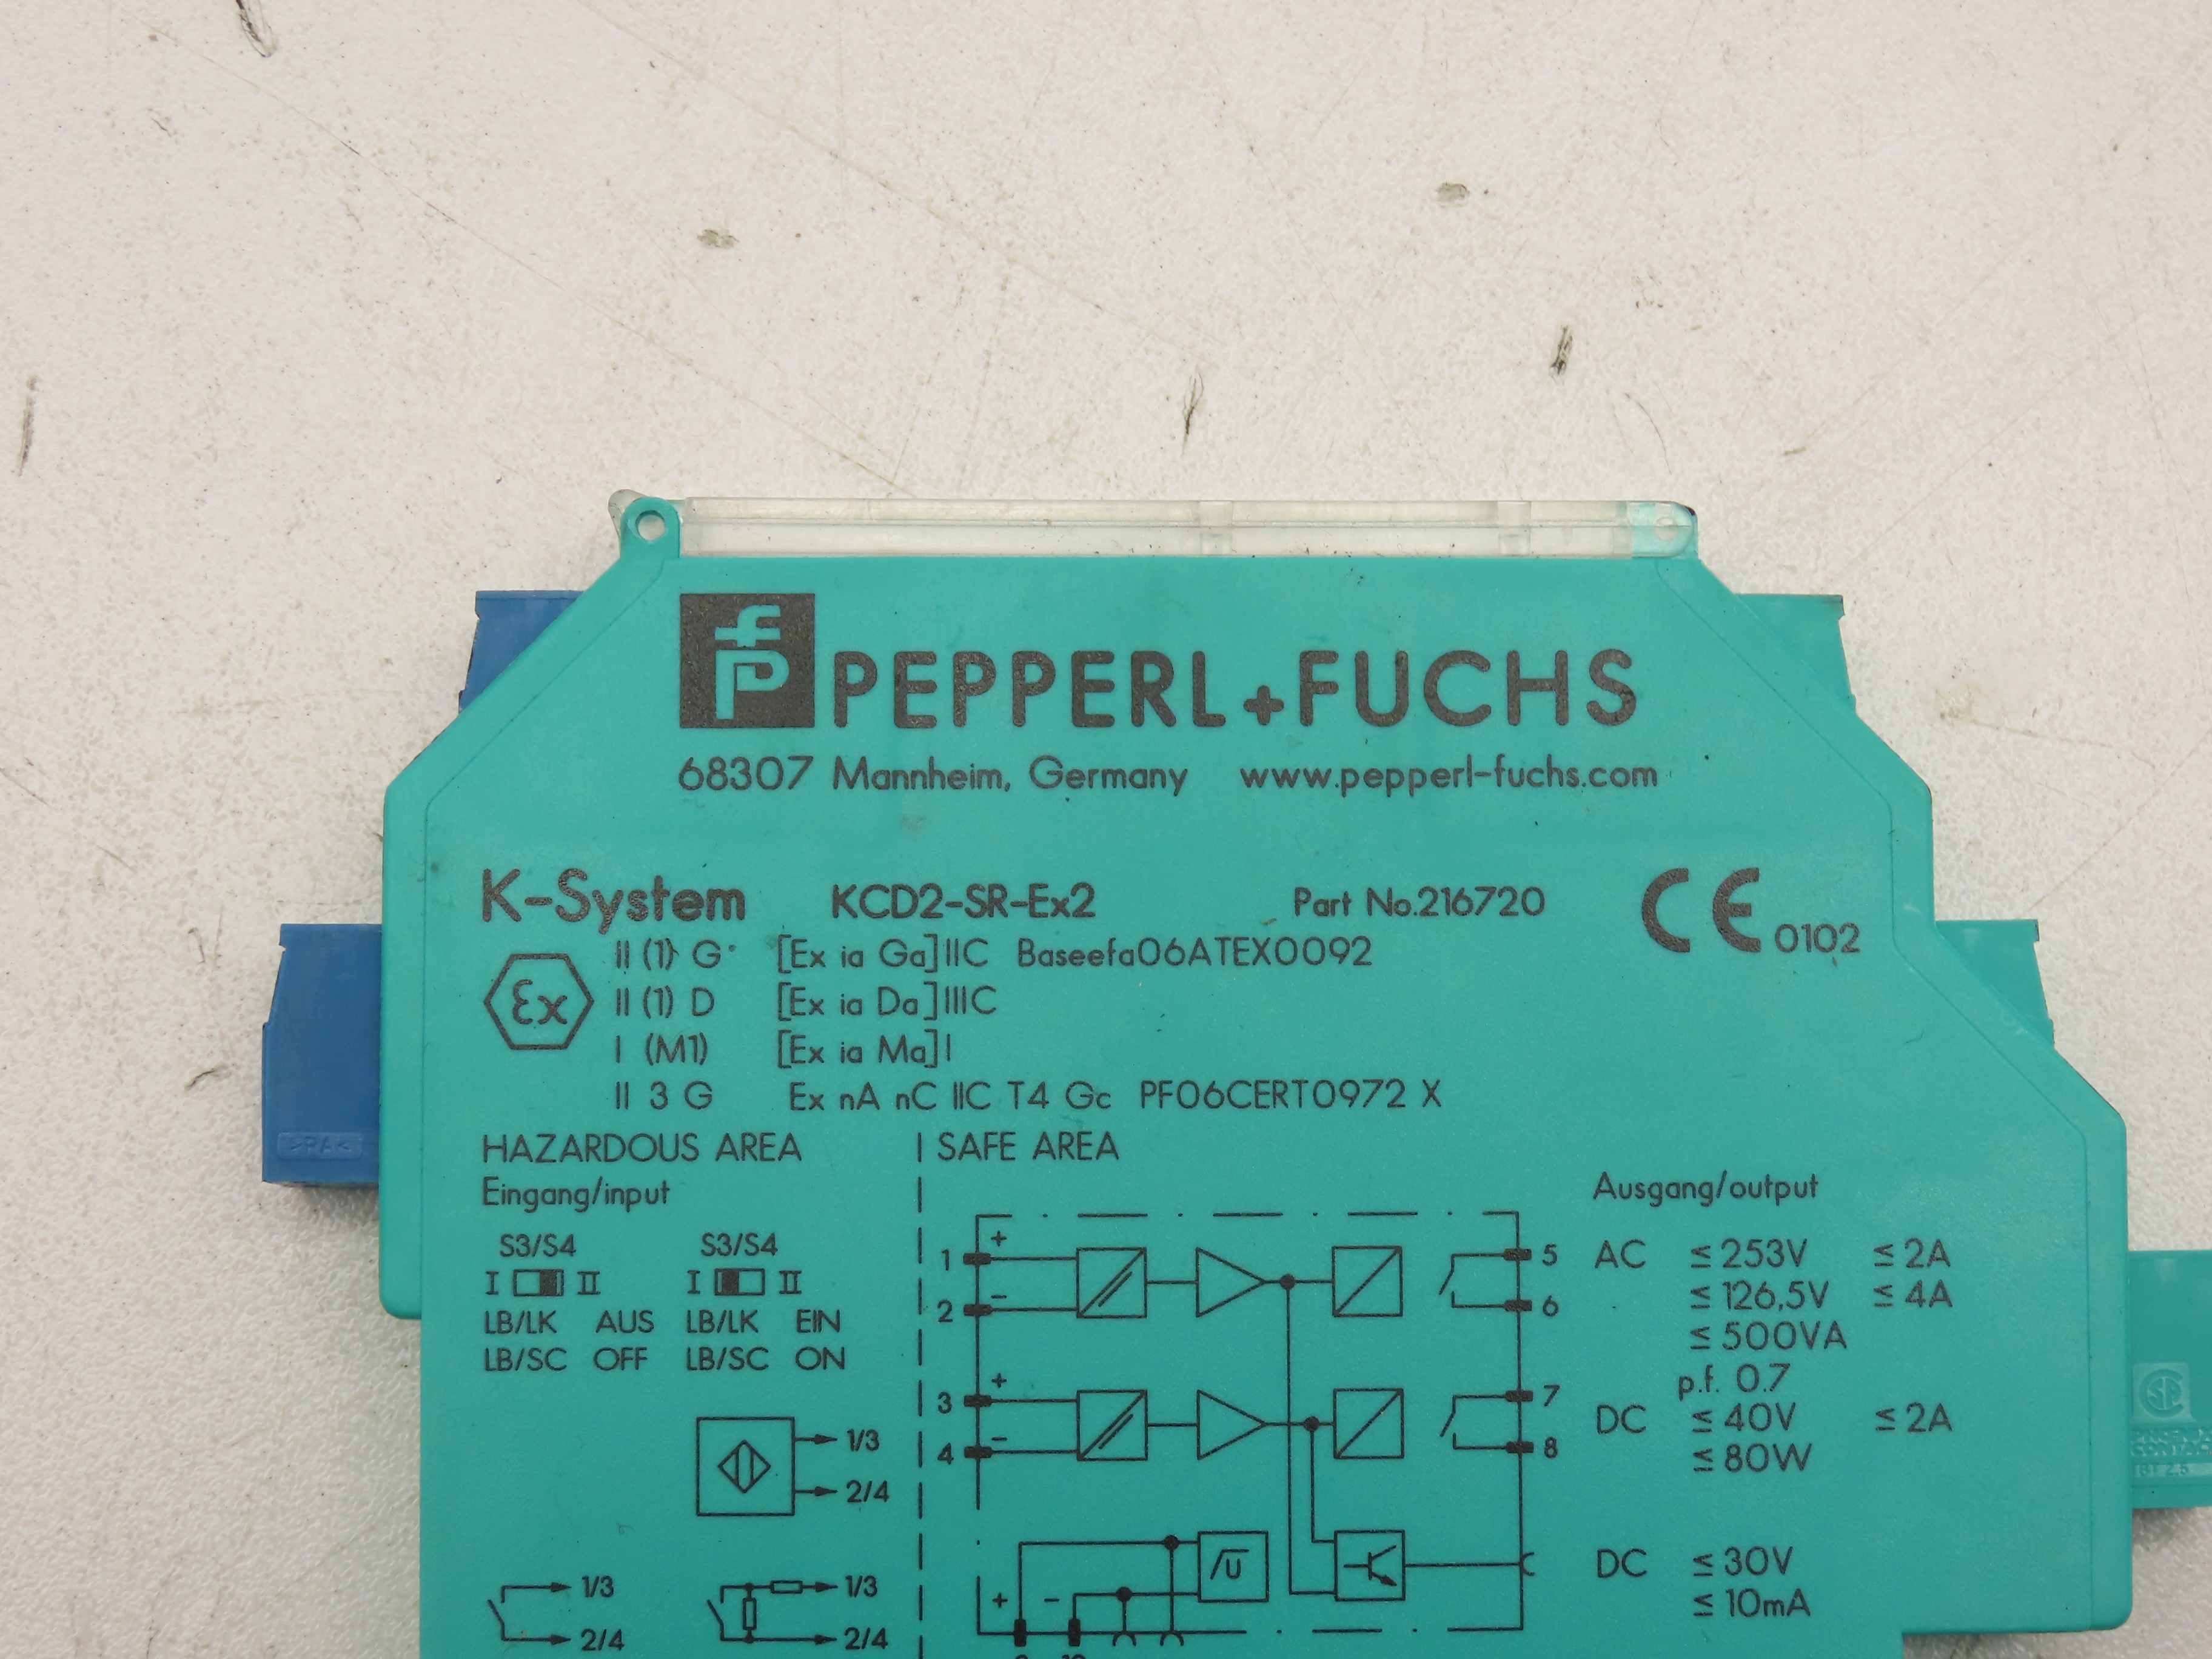 PEPPERL+FUCHS
68307 Mannheim, Germany www.pepperl-fuchs.com
K-System KCD2-SR-Ex2 Part No.216720 CE 0102
Ex II (1) G [Ex ia Ga]IIC Baseefa06ATEX0092
II (1) D [Ex ia Da]IIIC
I (M1) [Ex ia Ma]I
II 3 G Ex nA nC IIC T4 Gc PF06CERT0972 X
HAZARDOUS AREA | SAFE AREA
Eingang/input
Ausgang/output
S3/S4 S3/S4
I II I II
LB/LK AUS LB/LK EIN
LB/SC OFF LB/SC ON
1/3
2/4
1/3 1/3
2/4 2/4
1 + 5
2 - 6
3 + 7
4 - 8
U
+ -
AC ≤ 253V ≤ 2A
≤ 126,5V ≤ 4A
≤ 500VA
p.f. 0.7
DC ≤ 40V ≤ 2A
≤ 80W
DC ≤ 30V
≤ 10mA
>PA<